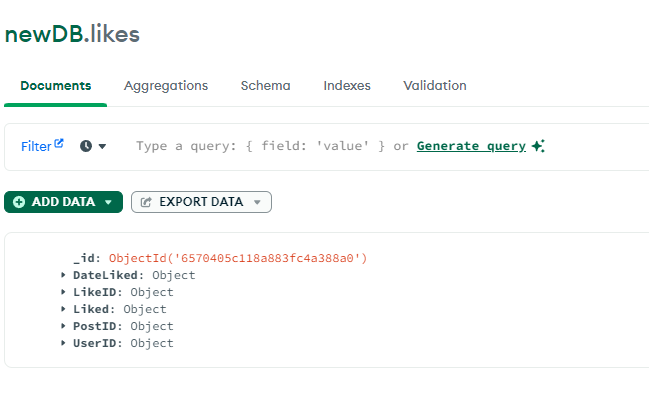 newDB.likes
Documents Aggregations Schema Indexes Validation
Filter Type a query: { field: 'value' } or Generate query
ADD DATA EXPORT DATA
_id: ObjectId('6570405c118a883fc4a388a0')
DateLiked: Object
LikeID: Object
Liked: Object
PostID: Object
UserID: Object